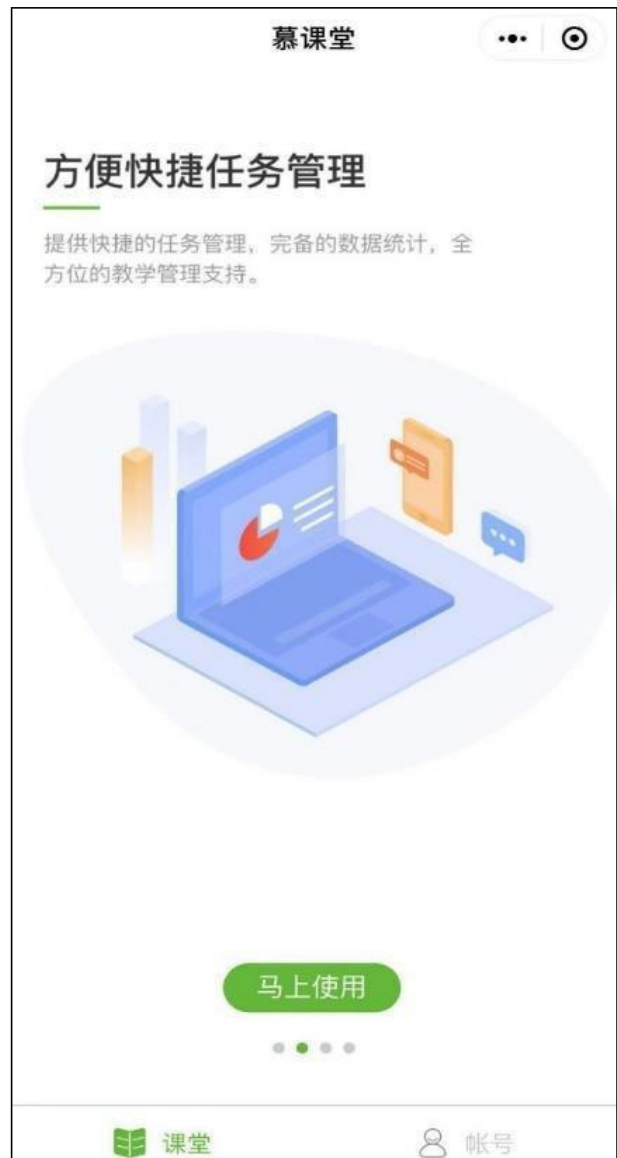 慕课堂
方便快捷任务管理
提供快捷的任务管理，完备的数据统计，全
方位的教学管理支持。
马上使用
课堂
帐号